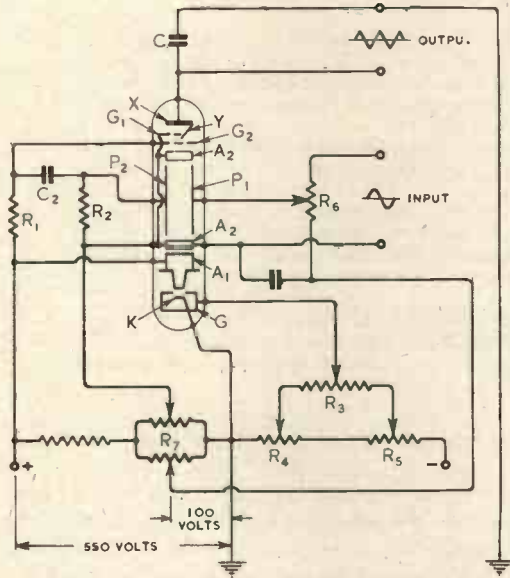 C
OUTPU.
X
G1
Y
G2
A2
P2
P1
C2
R1
R2
R6
INPUT
A2
A1
K
G
R3
R7
R4
R5
+
-
100
VOLTS
550 VOLTS